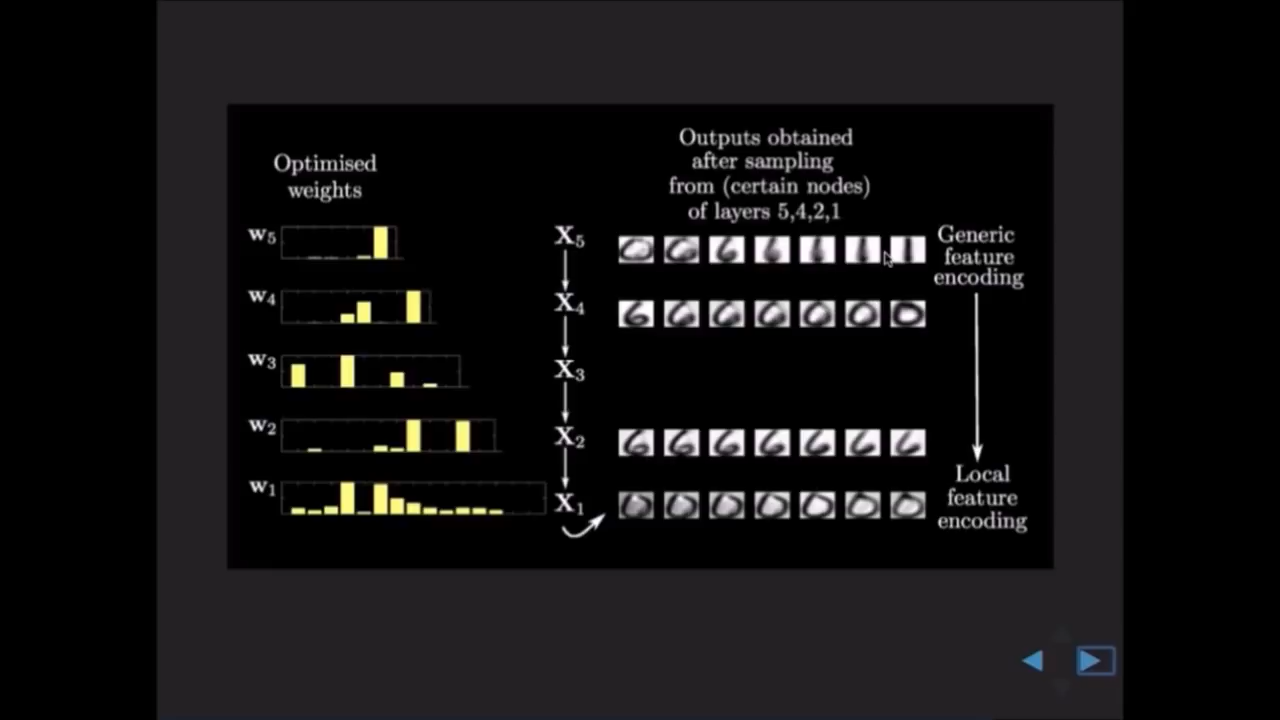 Optimised
weights
Outputs obtained
after sampling
from (certain nodes)
of layers 5,4,2,1
w5
X5
Generic
feature
encoding
w4
X4
w3
X3
w2
X2
w1
X1
Local
feature
encoding